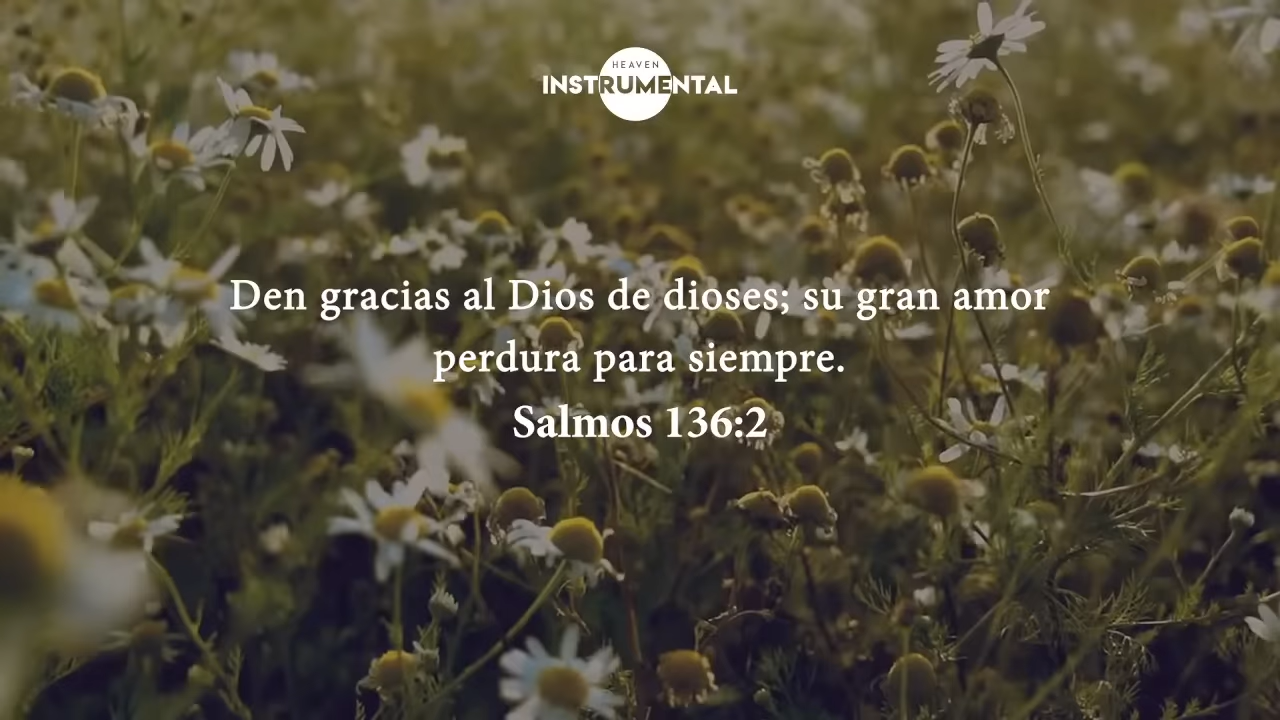 HEAVEN
INSTRUMENTAL
Den gracias al Dios de dioses; su gran amor
perdura para siempre.
Salmos 136:2